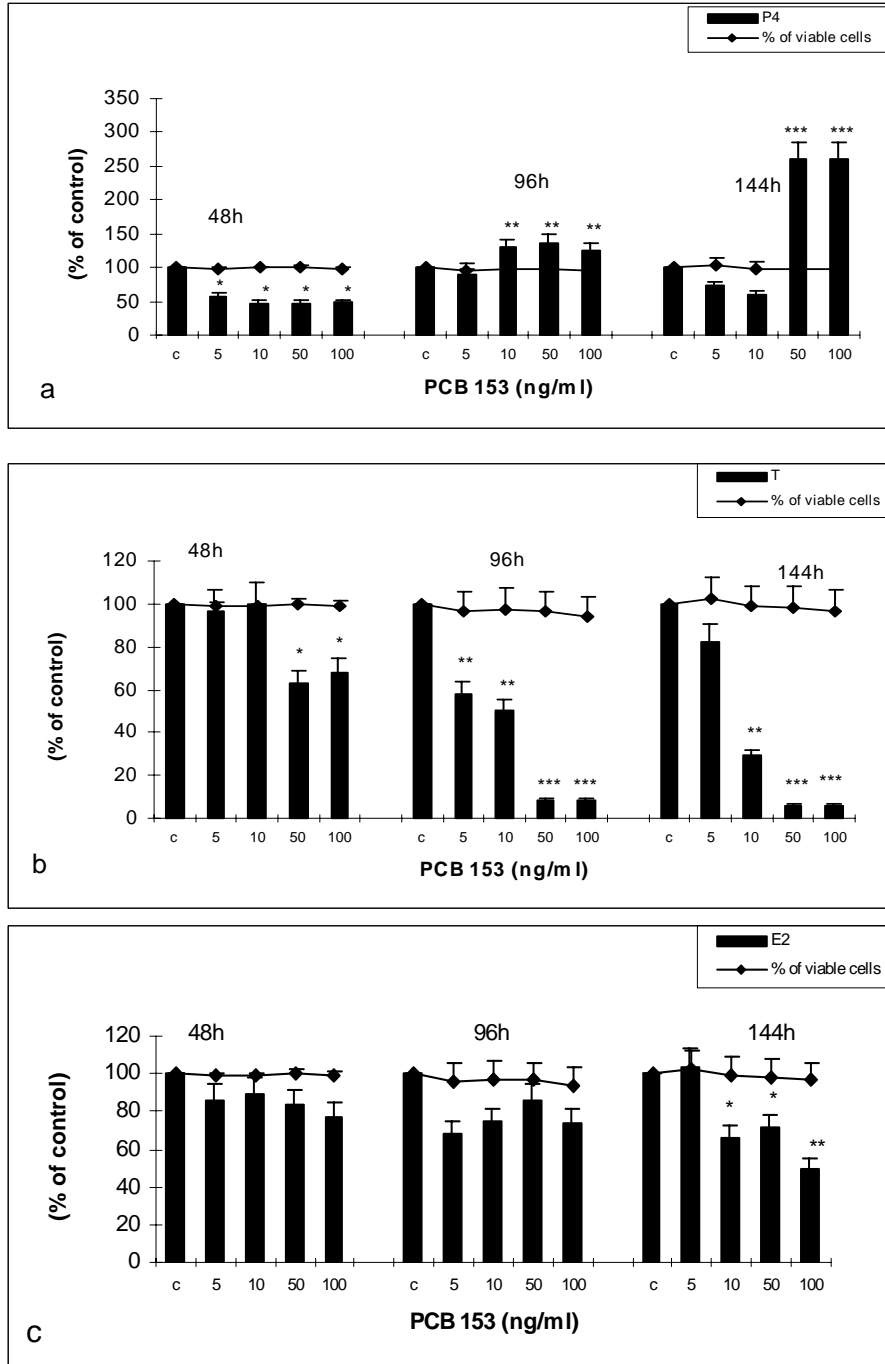 P4
% of viable cells
350
300
250
200
150
100
50
0
(% of control)
48h
96h
144h
* * * *
** ** **
*** ***
c 5 10 50 100 c 5 10 50 100 c 5 10 50 100
PCB 153 (ng/ml)
a
T
% of viable cells
120
100
80
60
40
20
0
(% of control)
48h
96h
144h
* *
** ** *** ***
** *** ***
c 5 10 50 100 c 5 10 50 100 c 5 10 50 100
PCB 153 (ng/ml)
b
E2
% of viable cells
120
100
80
60
40
20
0
(% of control)
48h
96h
144h
* * **
c 5 10 50 100 c 5 10 50 100 c 5 10 50 100
PCB 153 (ng/ml)
c